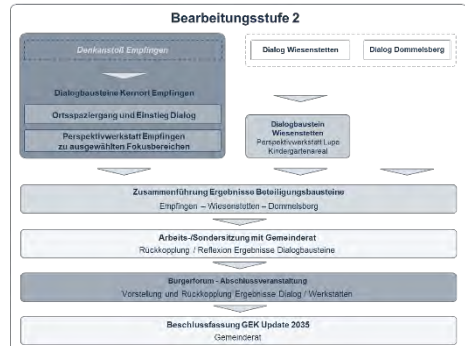 Bearbeitungsstufe 2
Denkanstoß Empfingen
Dialog Wiesenstetten
Dialog Dommelsberg
Dialogbausteine Kernort Empfingen
Ortsspaziergang und Einstieg Dialog
Perspektivwerkstatt Empfingen
zu ausgewählten Fokusbereichen
Dialogbaustein
Wiesenstetten
Perspektivwerkstatt Lupe
Kindergartenareal
Zusammenführung Ergebnisse Beteiligungsbausteine
Empfingen – Wiesenstetten – Dommelsberg
Arbeits-/Sondersitzung mit Gemeinderat
Rückkopplung / Reflexion Ergebnisse Dialogbausteine
Bürgerforum - Abschlussveranstaltung
Vorstellung und Rückkopplung Ergebnisse Dialog / Werkstätten
Beschlussfassung GEK Update 2035
Gemeinderat